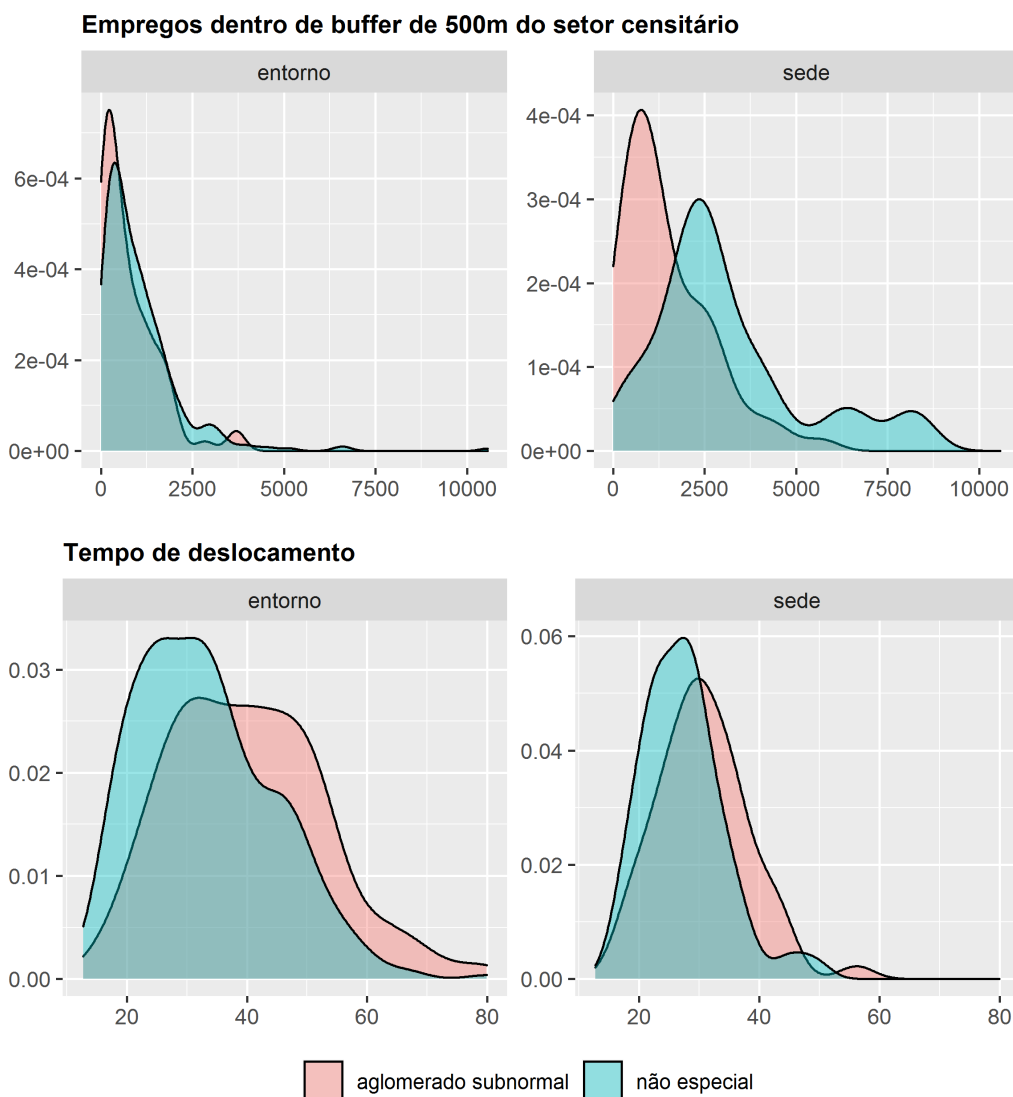 Empregos dentro de buffer de 500m do setor censitário
entorno
sede
6e-04
4e-04
2e-04
0e+00
4e-04
3e-04
2e-04
1e-04
0e+00
0 2500 5000 7500 10000
0 2500 5000 7500 10000
Tempo de deslocamento
entorno
sede
0.03
0.02
0.01
0.00
0.06
0.04
0.02
0.00
20 40 60 80
20 40 60 80
aglomerado subnormal não especial